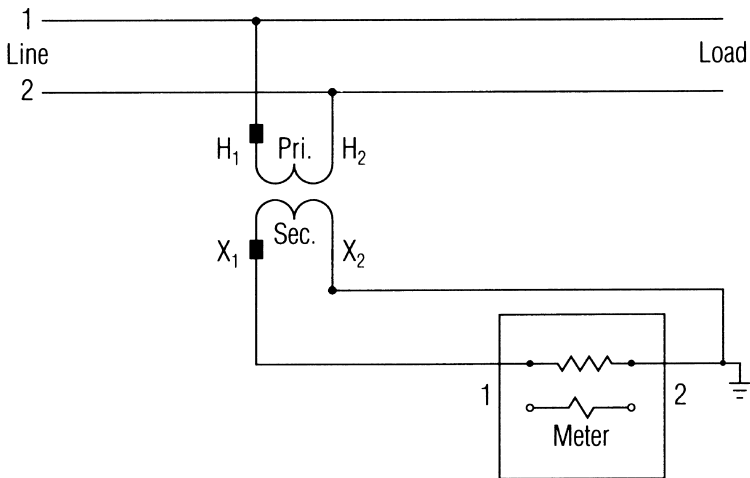 1
Line
Load
2
H₁ Pri. H₂
X₁ Sec. X₂
1
2
Meter